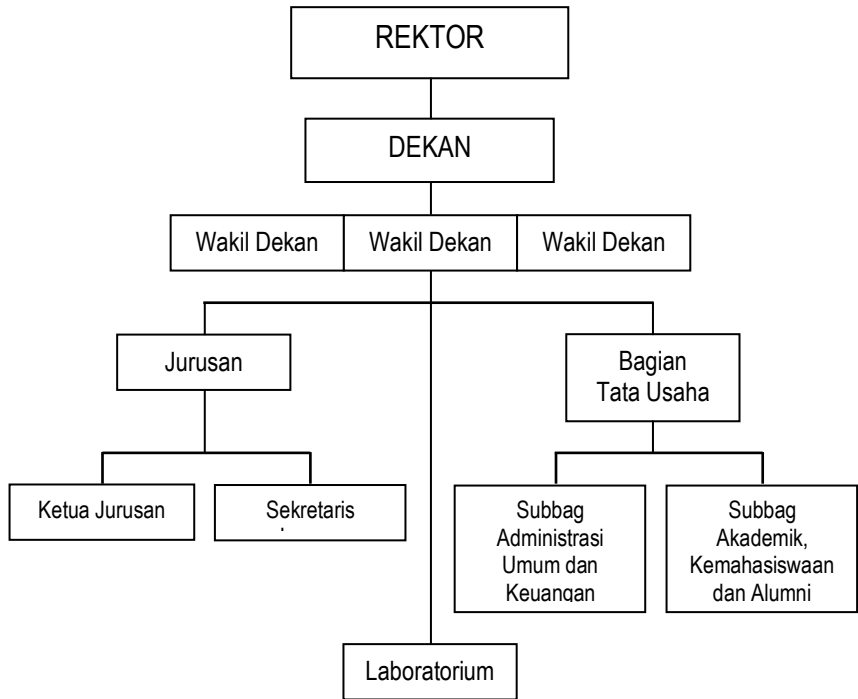 REKTOR
DEKAN
Wakil Dekan
Wakil Dekan
Wakil Dekan
Jurusan
Bagian
Tata Usaha
Ketua Jurusan
Sekretaris
Subbag
Administrasi
Umum dan
Keuangan
Subbag
Akademik,
Kemahasiswaan
dan Alumni
Laboratorium